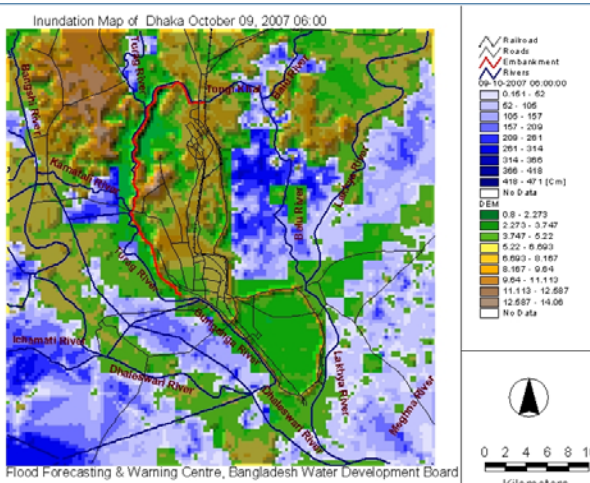 Inundation Map of Dhaka October 09, 2007 06:00
Railroad
Roads
Embankment
Rivers
09-10-2007 06:00:00
0.151 - 52
52 - 105
105 - 157
157 - 209
209 - 261
261 - 314
314 - 366
366 - 418
418 - 471 [Cm]
No Data
DEM
0.8 - 2.273
2.273 - 3.747
3.747 - 5.22
5.22 - 6.693
6.693 - 8.167
8.167 - 9.64
9.64 - 11.113
11.113 - 12.587
12.587 - 14.06
No Data
Bangshi River
Turag River
Tongi Khal
Balu River
Lakhya River
Karnatali River
Balu River
Turag River
Buriganga River
Ichamati River
Dhaleswari River
Dhaleswari River
Lakhya River
Meghna River
0 2 4 6 8 10
Kilometers
Flood Forecasting & Warning Centre, Bangladesh Water Development Board